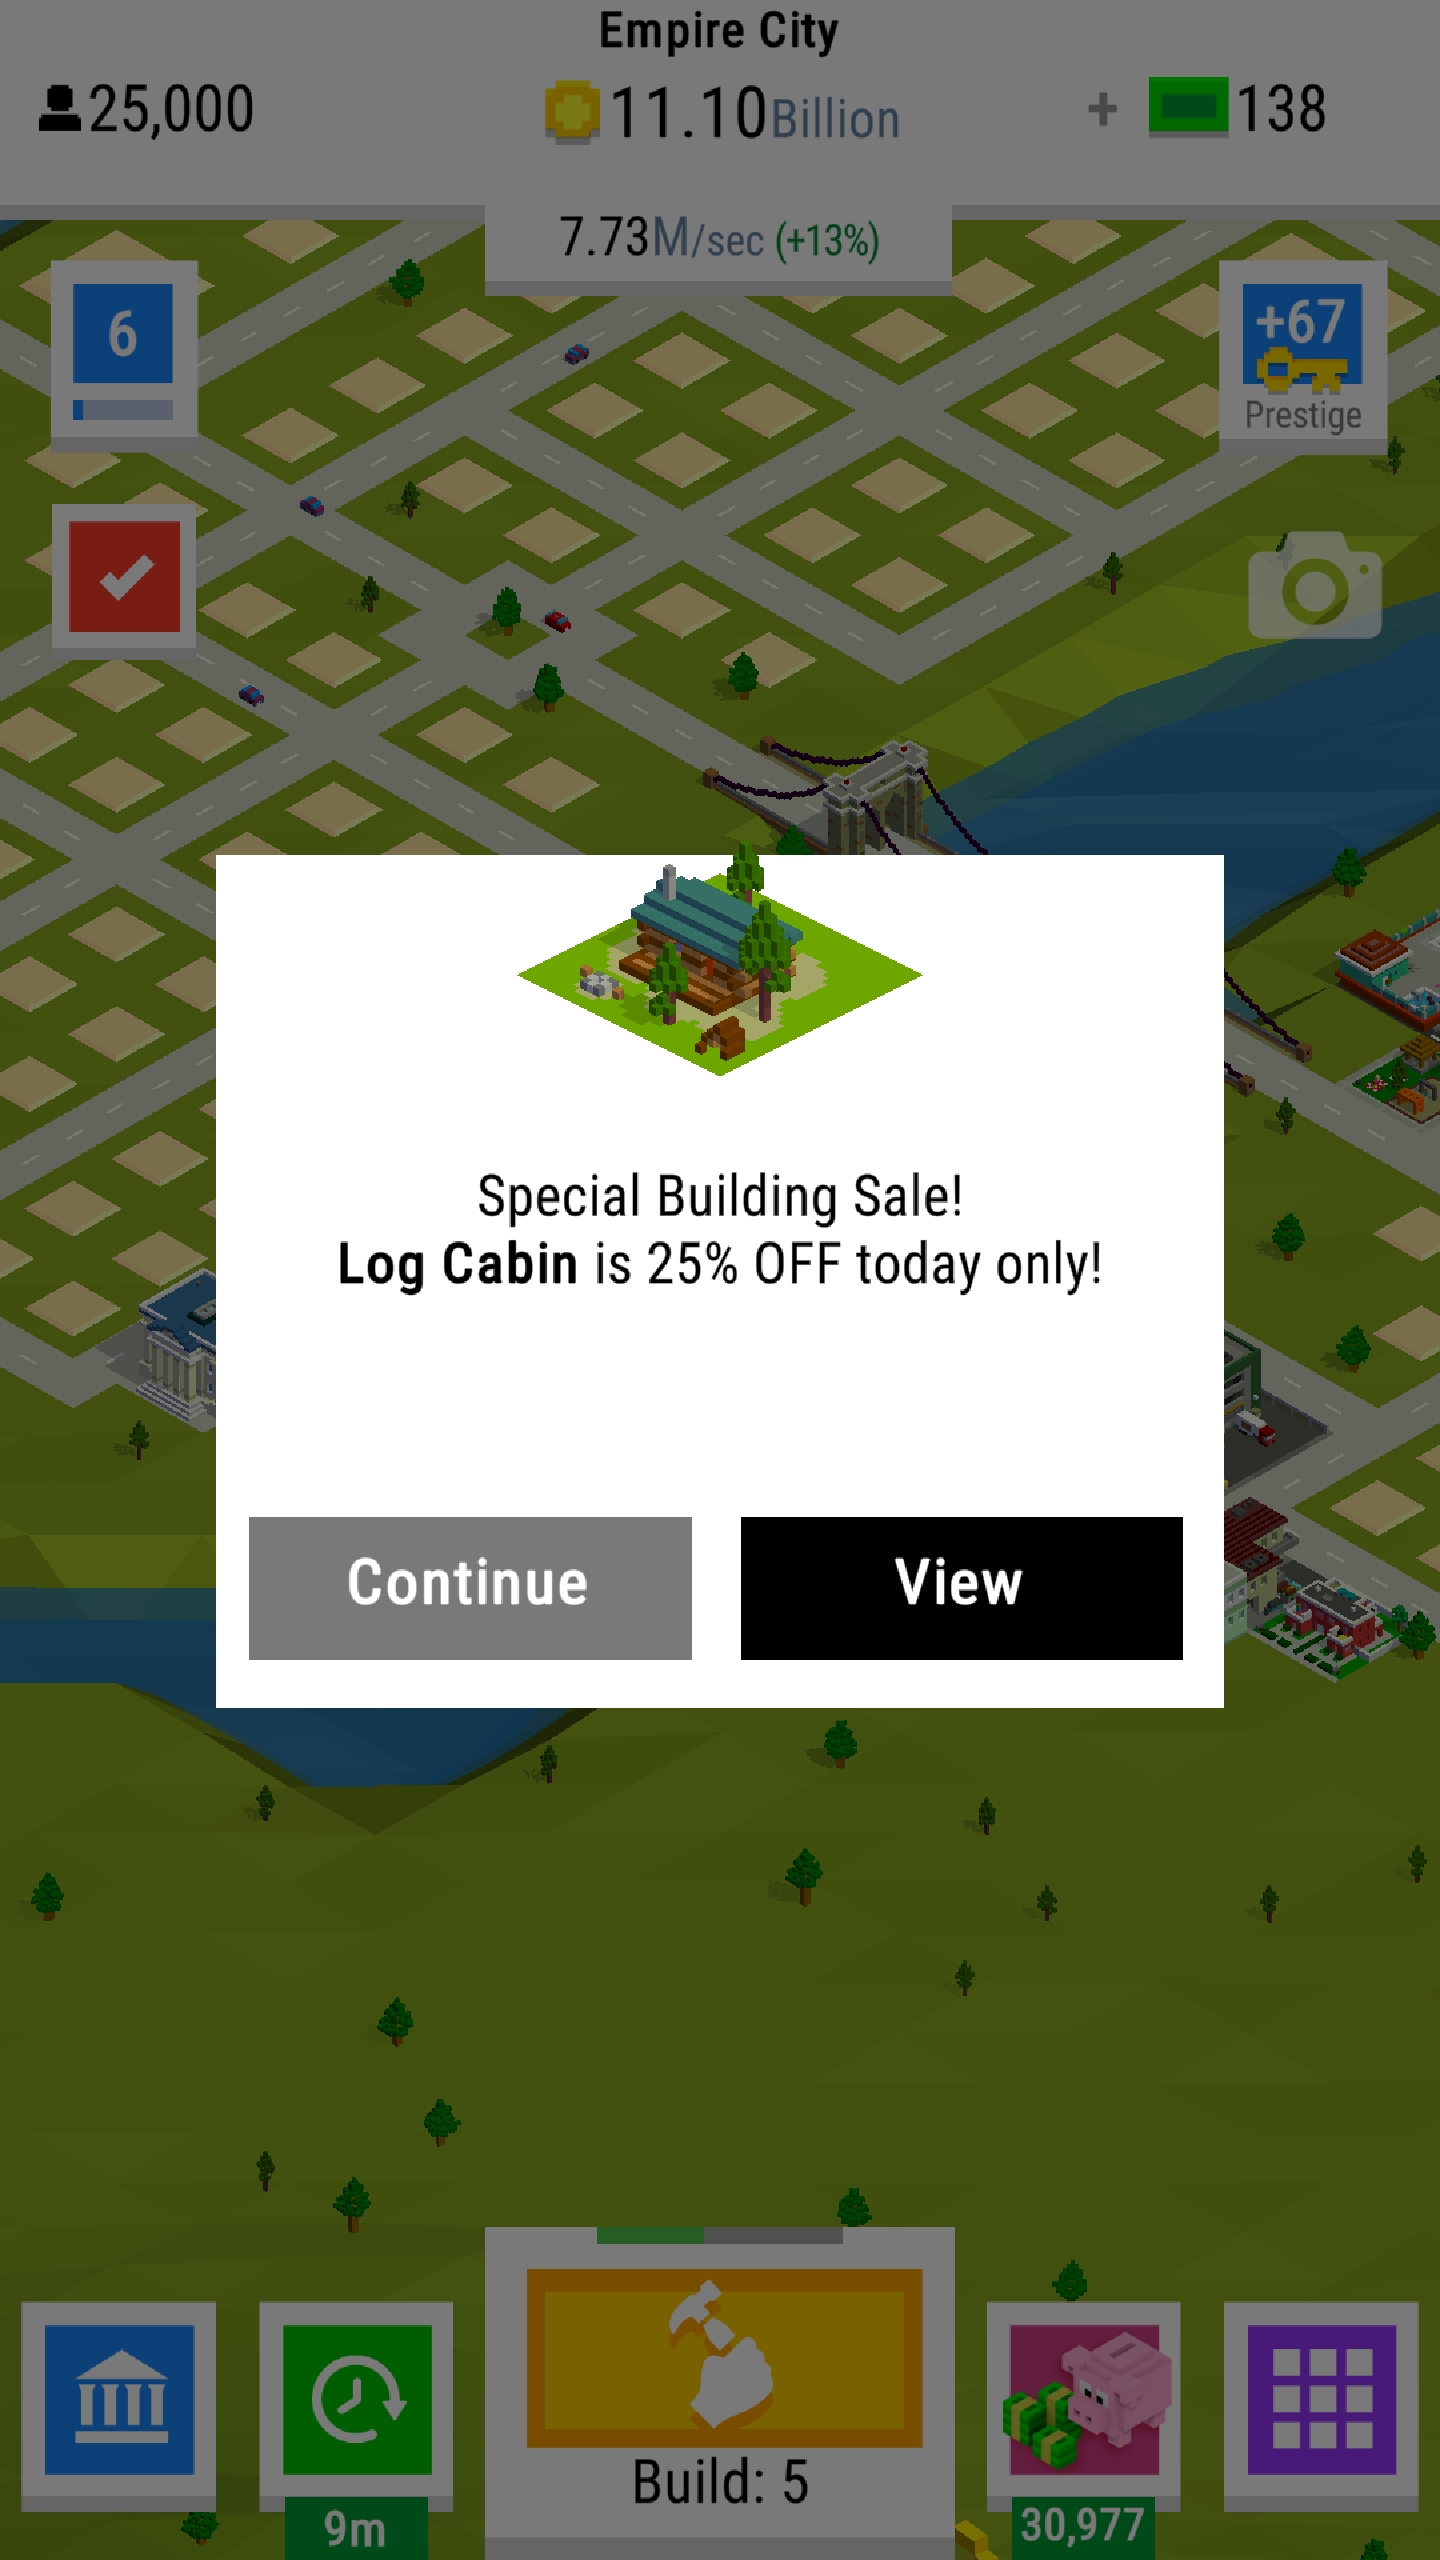 Empire City
25,000
11.10Billion
+ 138
7.73M/sec (+13%)
6
+67
Prestige
Special Building Sale!
Log Cabin is 25% OFF today only!
Continue
View
Build: 5
9m
30,977